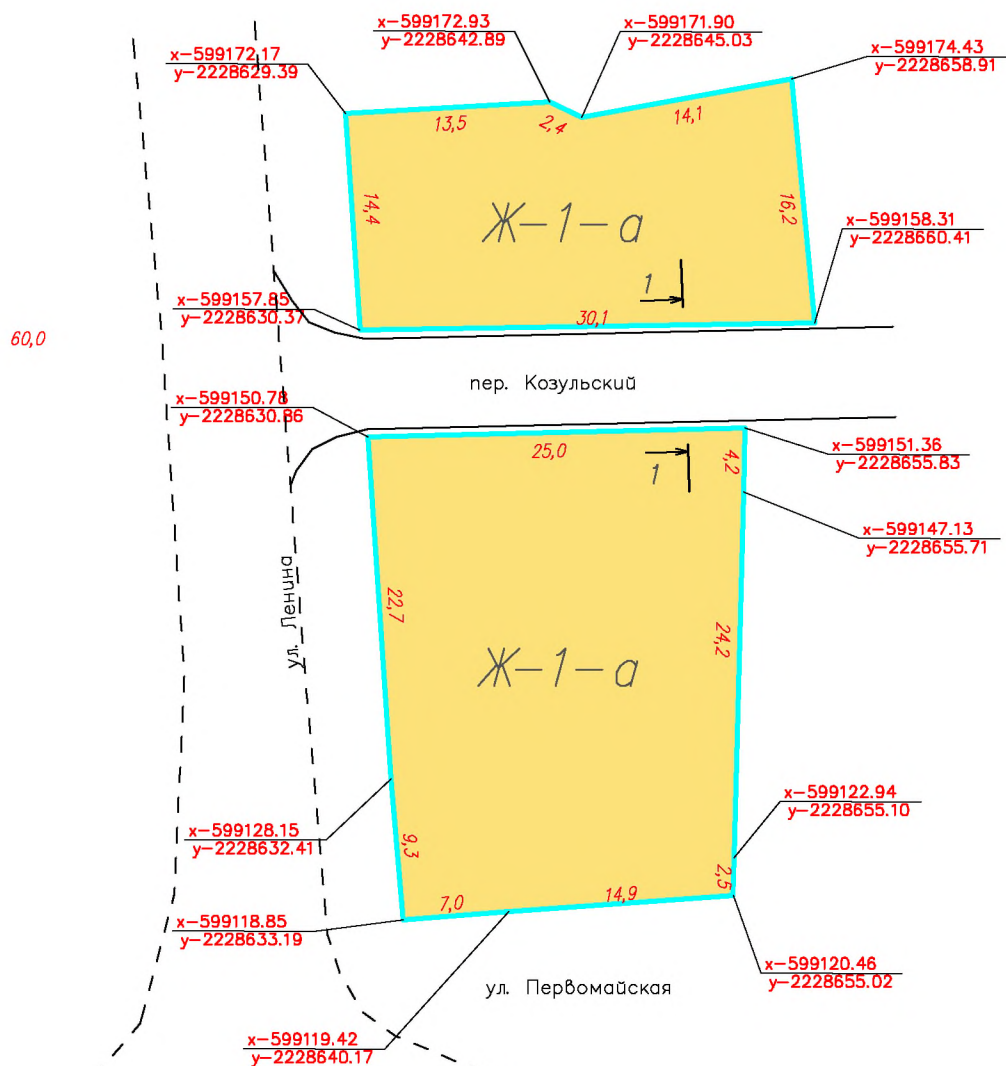 x-599172.93
y-2228642.89
x-599171.90
y-2228645.03
x-599172.17
y-2228629.39
x-599174.43
y-2228658.91
13,5
2,4
14,1
14,4
16,2
Ж-1-а
x-599158.31
y-2228660.41
1
x-599157.85
y-2228630.37
30,1
60,0
пер. Козульский
x-599150.78
y-2228630.86
25,0
4,2
x-599151.36
y-2228655.83
1
x-599147.13
y-2228655.71
ул. Ленина
22,7
24,2
Ж-1-а
x-599122.94
y-2228655.10
x-599128.15
y-2228632.41
9,3
2,5
7,0
14,9
x-599118.85
y-2228633.19
x-599120.46
y-2228655.02
ул. Первомайская
x-599119.42
y-2228640.17